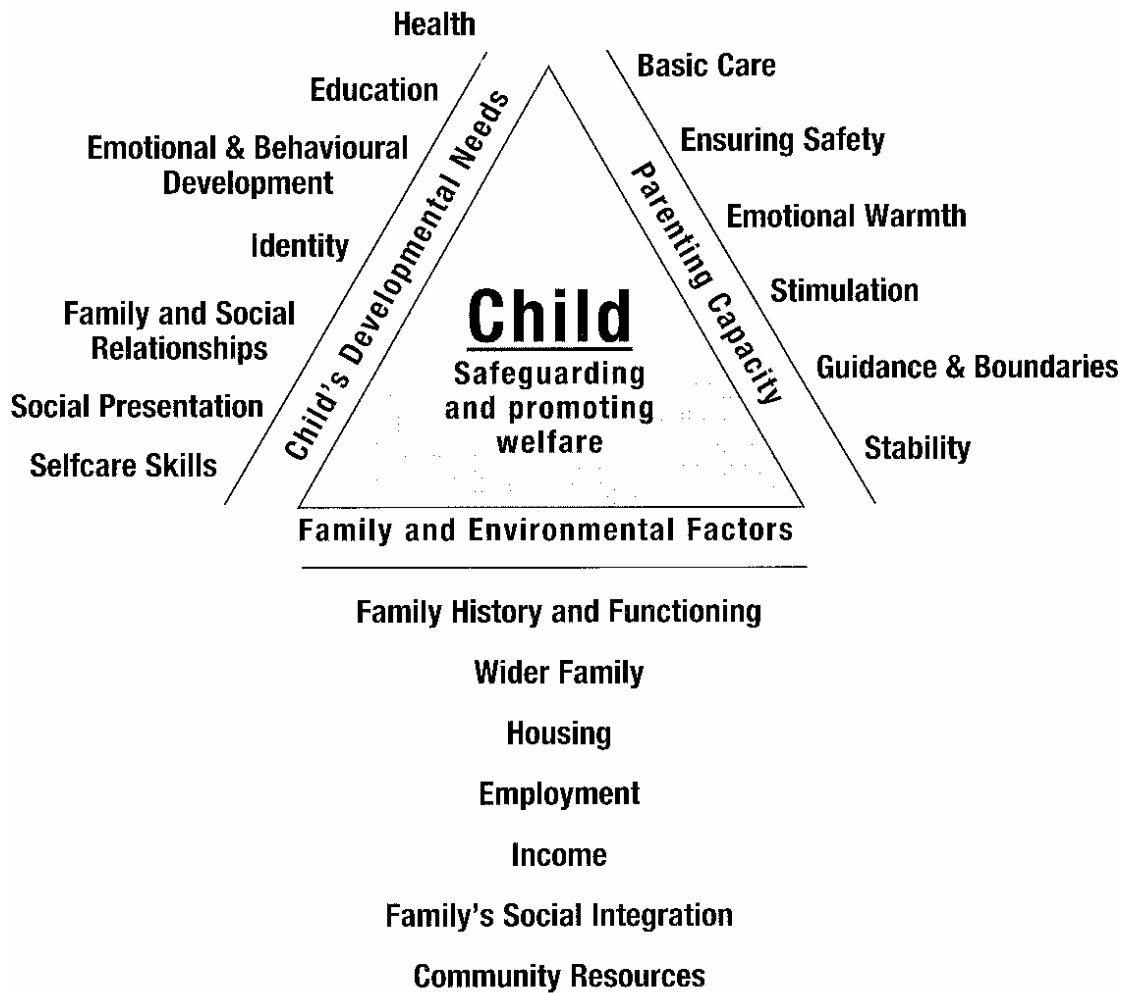 Health
Education
Emotional & Behavioural
Development
Identity
Family and Social
Relationships
Social Presentation
Selfcare Skills
Child's Developmental Needs
Basic Care
Ensuring Safety
Emotional Warmth
Stimulation
Guidance & Boundaries
Stability
Parenting Capacity
Child
Safeguarding
and promoting
welfare
Family and Environmental Factors
Family History and Functioning
Wider Family
Housing
Employment
Income
Family's Social Integration
Community Resources